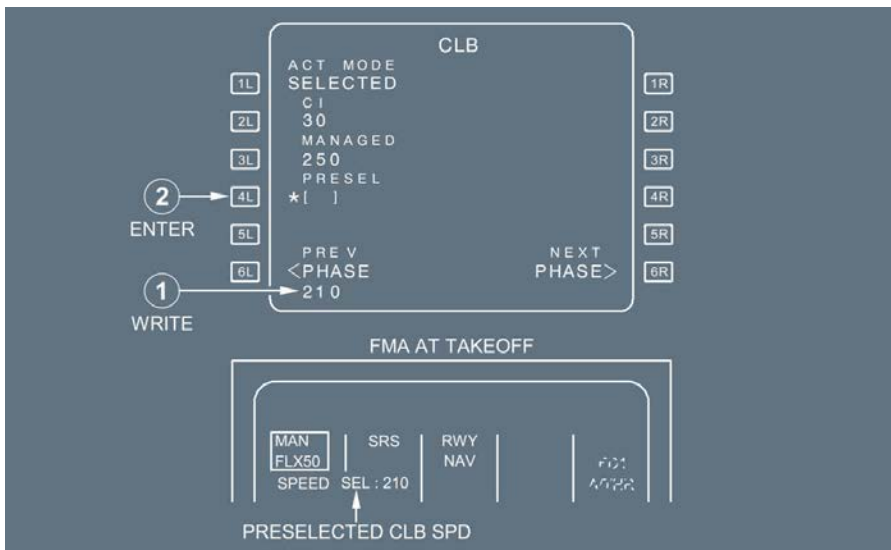 CLB
ACT MODE
1L SELECTED 1R
CI
2L 30 2R
MANAGED
3L 250 3R
PRESEL
2 4L *[ ] 4R
ENTER
5L 5R
PREV NEXT
6L <PHASE PHASE> 6R
1 210
WRITE
FMA AT TAKEOFF
MAN SRS RWY
FLX50 NAV
SPEED SEL : 210
PRESELECTED CLB SPD